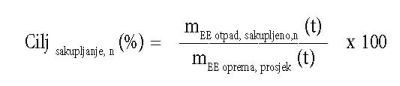 Cilj sakupljanje, n (%) = m EE otpad, sakupljeno,n (t) x 100
m EE oprema, prosjek (t)